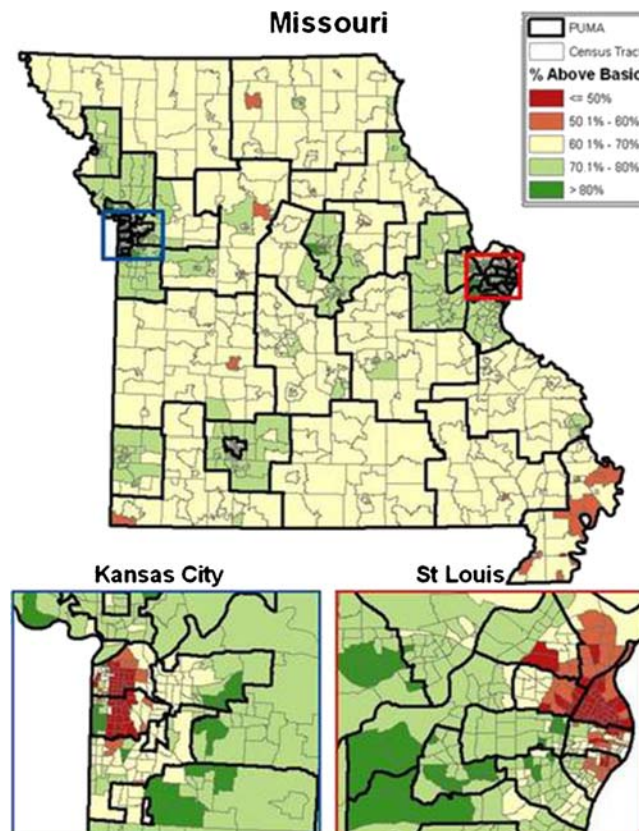 Missouri
PUMA
Census Tract
% Above Basic
<= 50%
50.1% - 60%
60.1% - 70%
70.1% - 80%
> 80%
Kansas City
St Louis